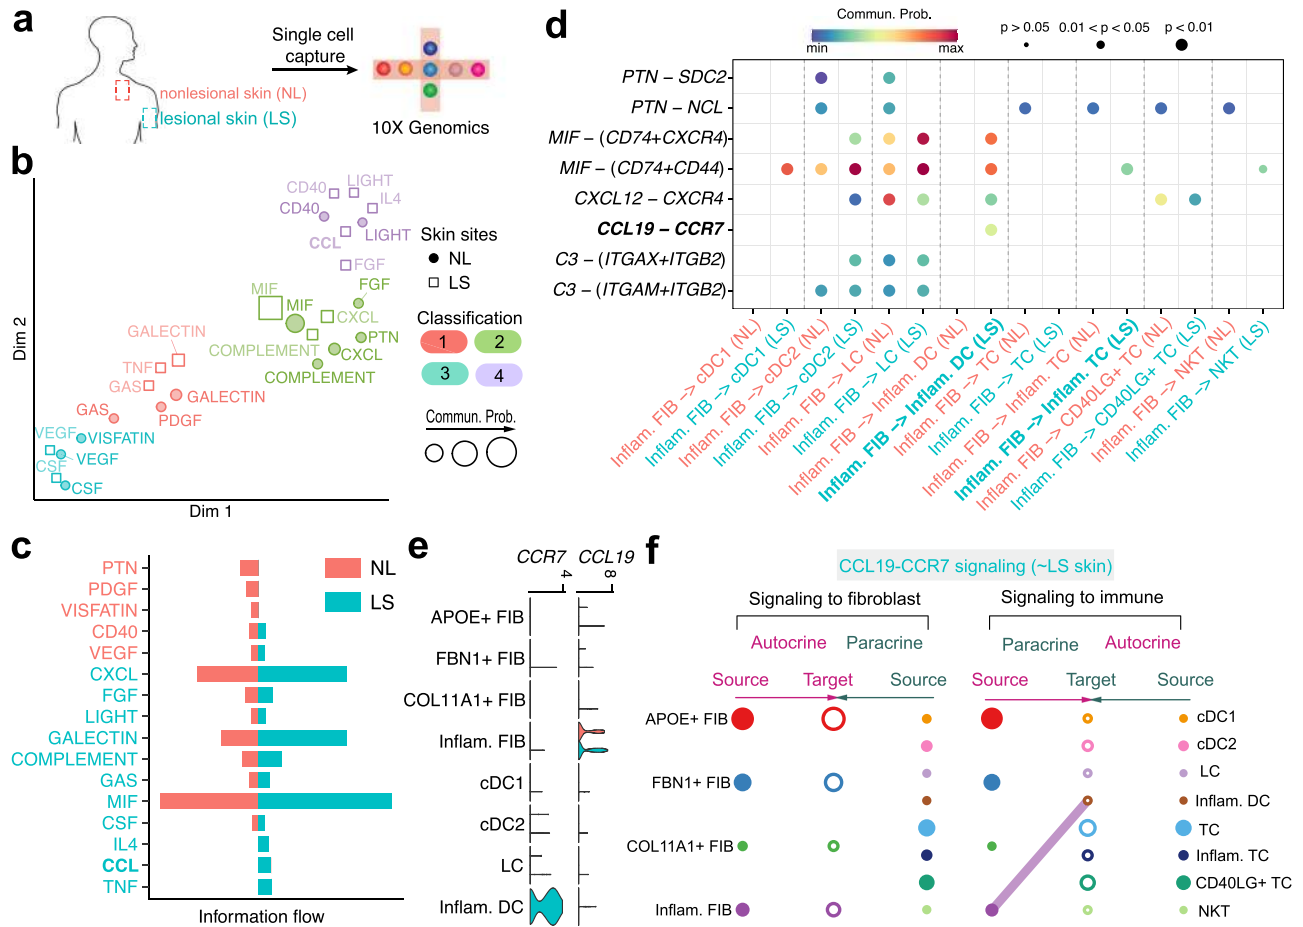 a
Single cell
capture
nonlesional skin (NL)
lesional skin (LS)
10X Genomics
b
Dim 2
Dim 1
CD40
LIGHT
IL4
CD40
LIGHT
CCL
FGF
FGF
MIF
MIF
CXCL
PTN
COMPLEMENT
CXCL
COMPLEMENT
GALECTIN
TNF
GAS
GALECTIN
GAS
PDGF
VEGF
VISFATIN
VEGF
CSF
CSF
Skin sites
NL
LS
Classification
1
2
3
4
Commun. Prob.
c
NL
LS
PTN
PDGF
VISFATIN
CD40
VEGF
CXCL
FGF
LIGHT
GALECTIN
COMPLEMENT
GAS
MIF
CSF
IL4
CCL
TNF
Information flow
d
Commun. Prob.
min
max
p > 0.05
0.01 < p < 0.05
p < 0.01
PTN – SDC2
PTN – NCL
MIF – (CD74+CXCR4)
MIF – (CD74+CD44)
CXCL12 – CXCR4
CCL19 – CCR7
C3 – (ITGAX+ITGB2)
C3 – (ITGAM+ITGB2)
Inflam. FIB -> cDC1 (NL)
Inflam. FIB -> cDC1 (LS)
Inflam. FIB -> cDC2 (NL)
Inflam. FIB -> cDC2 (LS)
Inflam. FIB -> LC (NL)
Inflam. FIB -> LC (LS)
Inflam. FIB -> Inflam. DC (NL)
Inflam. FIB -> Inflam. DC (LS)
Inflam. FIB -> TC (NL)
Inflam. FIB -> TC (LS)
Inflam. FIB -> Inflam. TC (NL)
Inflam. FIB -> Inflam. TC (LS)
Inflam. FIB -> CD40LG+ TC (NL)
Inflam. FIB -> CD40LG+ TC (LS)
Inflam. FIB -> NKT (NL)
Inflam. FIB -> NKT (LS)
e
CCR7
CCL19
4
8
APOE+ FIB
FBN1+ FIB
COL11A1+ FIB
Inflam. FIB
cDC1
cDC2
LC
Inflam. DC
f
CCL19-CCR7 signaling (~LS skin)
Signaling to fibroblast
Signaling to immune
Autocrine
Paracrine
Paracrine
Autocrine
Source
Target
Source
Source
Target
Source
APOE+ FIB
FBN1+ FIB
COL11A1+ FIB
Inflam. FIB
cDC1
cDC2
LC
Inflam. DC
TC
Inflam. TC
CD40LG+ TC
NKT